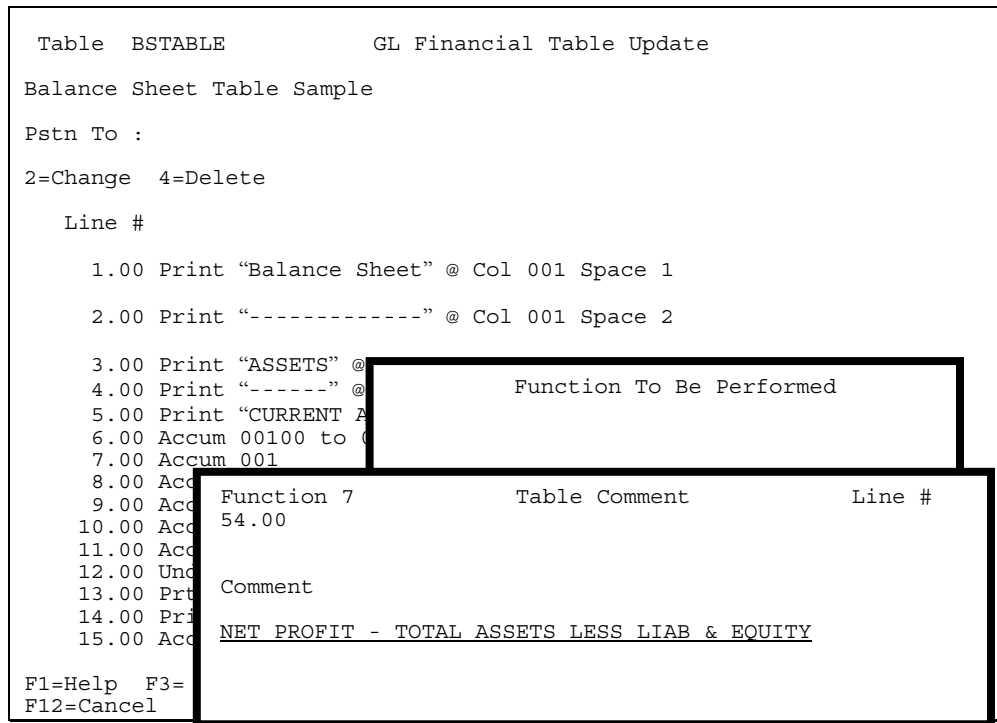 Table  BSTABLE           GL Financial Table Update
Balance Sheet Table Sample
Pstn To :
2=Change  4=Delete
Line #
1.00 Print “Balance Sheet” @ Col 001 Space 1
2.00 Print “-------------” @ Col 001 Space 2
3.00 Print “ASSETS” @
4.00 Print “------” @
Function To Be Performed
5.00 Print “CURRENT A
6.00 Accum 00100 to 0
7.00 Accum 001
8.00 Acc
Function 7            Table Comment            Line #
9.00 Acc
54.00
10.00 Acc
11.00 Acc
12.00 Und
Comment
13.00 Prt
14.00 Pri
NET PROFIT - TOTAL ASSETS LESS LIAB & EQUITY
15.00 Acc
F1=Help  F3=
F12=Cancel